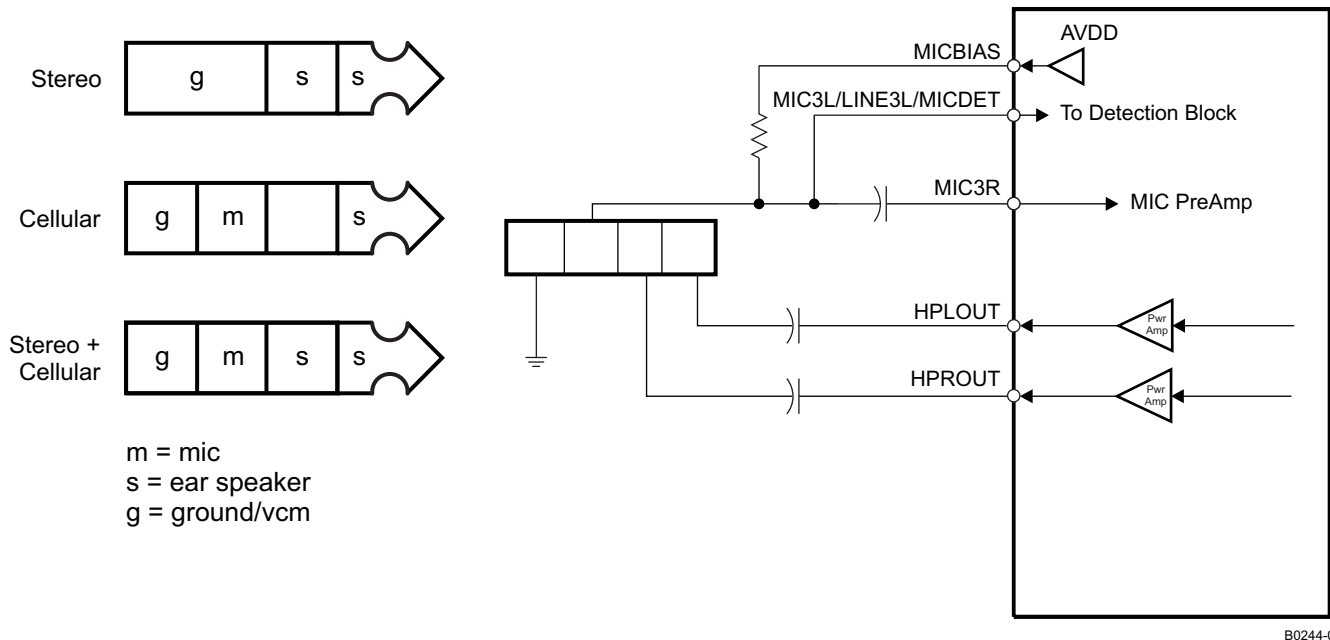 Stereo
g
s
s
Cellular
g
m
s
Stereo +
Cellular
g
m
s
s
m = mic
s = ear speaker
g = ground/vcm
MICBIAS
AVDD
MIC3L/LINE3L/MICDET
To Detection Block
MIC3R
MIC PreAmp
HPLOUT
Pwr
Amp
HPROUT
Pwr
Amp